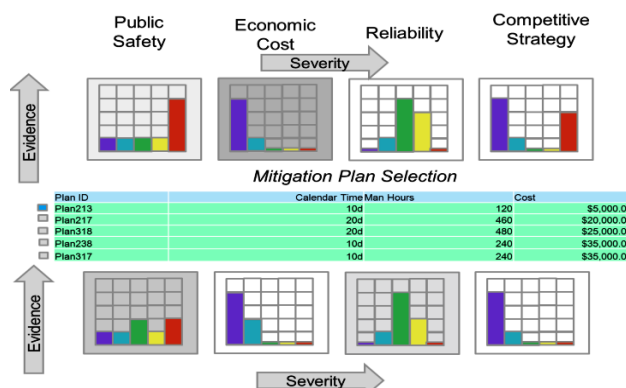 Public Safety
Economic Cost
Reliability
Competitive Strategy
Severity
Evidence
Mitigation Plan Selection
Plan ID Calendar Time Man Hours Cost
Plan213 10d 120 $5,000.0
Plan217 20d 460 $20,000.0
Plan318 20d 480 $25,000.0
Plan238 10d 240 $35,000.0
Plan317 10d 240 $35,000.0
Evidence
Severity